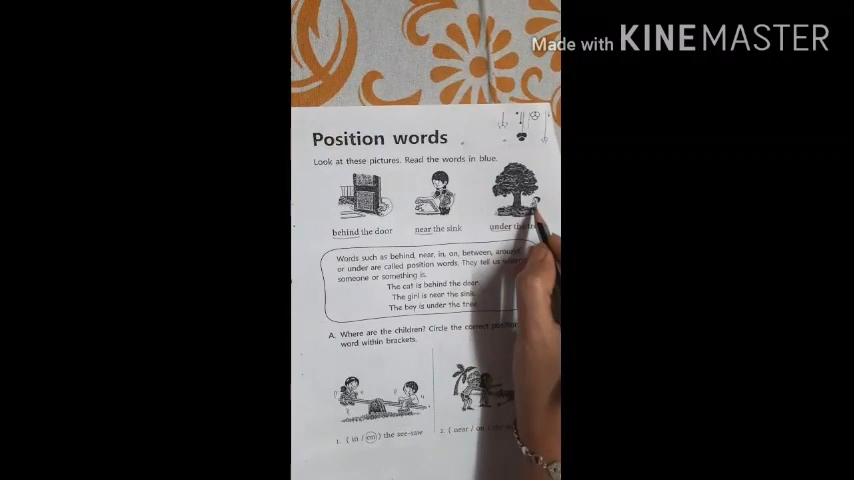 Made with KINEMASTER
Position words
Look at these pictures. Read the words in blue.
behind the door
near the sink
under the
Words such as behind, near, in, on, between, around
or under are called position words. They tell us
someone or something is.
The cat is behind the door.
The girl is near the sink.
The boy is under the tree.
A. Where are the children? Circle the correct position
word within brackets.
1. ( in / on ) the see-saw
2. ( near / on